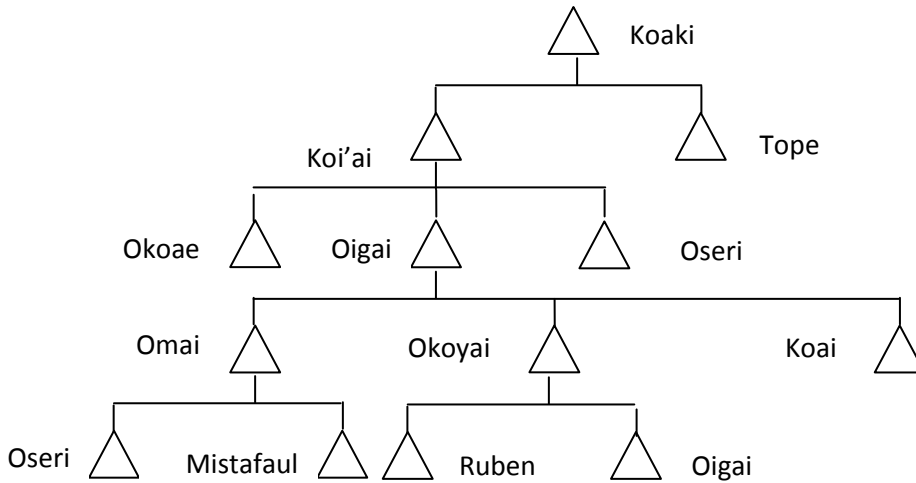 Koaki
Koi'ai
Tope
Okoae
Oigai
Oseri
Omai
Okoyai
Koai
Oseri
Mistafaul
Ruben
Oigai